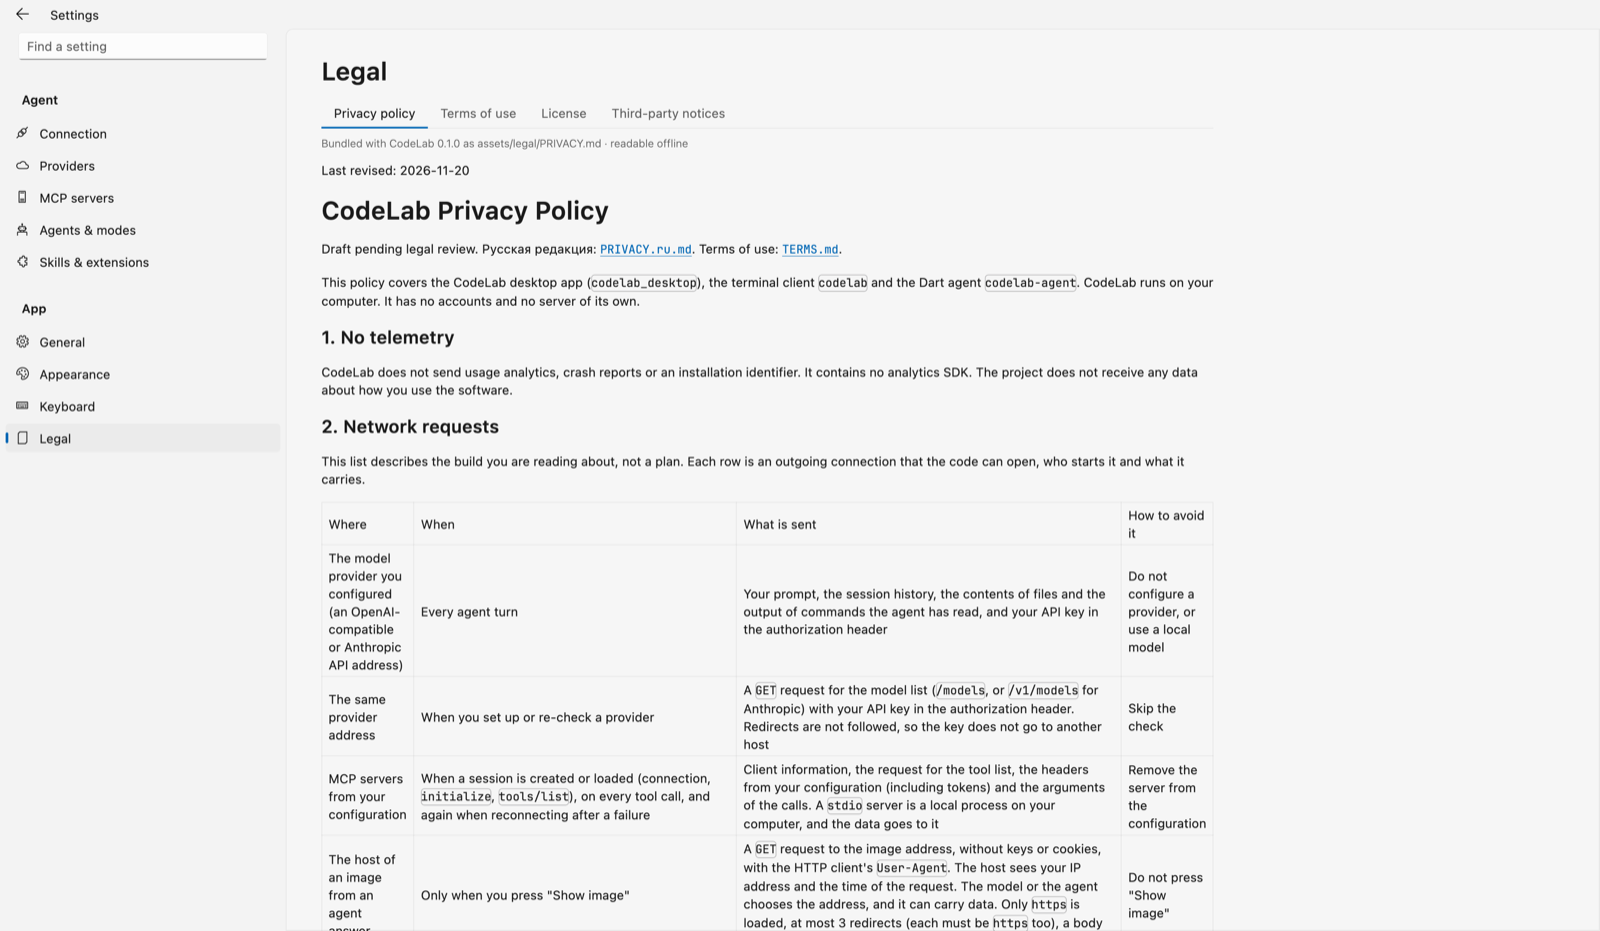 Settings
Find a setting
Agent
Connection
Providers
MCP servers
Agents & modes
Skills & extensions
App
General
Appearance
Keyboard
Legal
Legal
Privacy policy
Terms of use
License
Third-party notices
Bundled with CodeLab 0.1.0 as assets/legal/PRIVACY.md · readable offline
Last revised: 2026-11-20
CodeLab Privacy Policy
Draft pending legal review. Русская редакция: PRIVACY.ru.md. Terms of use: TERMS.md.
This policy covers the CodeLab desktop app (codelab_desktop), the terminal client codelab and the Dart agent codelab-agent. CodeLab runs on your
computer. It has no accounts and no server of its own.
1. No telemetry
CodeLab does not send usage analytics, crash reports or an installation identifier. It contains no analytics SDK. The project does not receive any data
about how you use the software.
2. Network requests
This list describes the build you are reading about, not a plan. Each row is an outgoing connection that the code can open, who starts it and what it
carries.
Where
When
What is sent
How to avoid
it
The model
provider you
configured
(an OpenAI-
compatible
or Anthropic
API address)
Every agent turn
Your prompt, the session history, the contents of files and the
output of commands the agent has read, and your API key in
the authorization header
Do not
configure a
provider, or
use a local
model
The same
provider
address
When you set up or re-check a provider
A GET request for the model list (/models, or /v1/models for
Anthropic) with your API key in the authorization header.
Redirects are not followed, so the key does not go to another
host
Skip the
check
MCP servers
from your
configuration
When a session is created or loaded (connection,
initialize, tools/list), on every tool call, and
again when reconnecting after a failure
Client information, the request for the tool list, the headers
from your configuration (including tokens) and the arguments
of the calls. A stdio server is a local process on your
computer, and the data goes to it
Remove the
server from
the
configuration
The host of
an image
from an
agent
answer
Only when you press "Show image"
A GET request to the image address, without keys or cookies,
with the HTTP client's User-Agent. The host sees your IP
address and the time of the request. The model or the agent
chooses the address, and it can carry data. Only https is
loaded, at most 3 redirects (each must be https too), a body
Do not press
"Show
image"